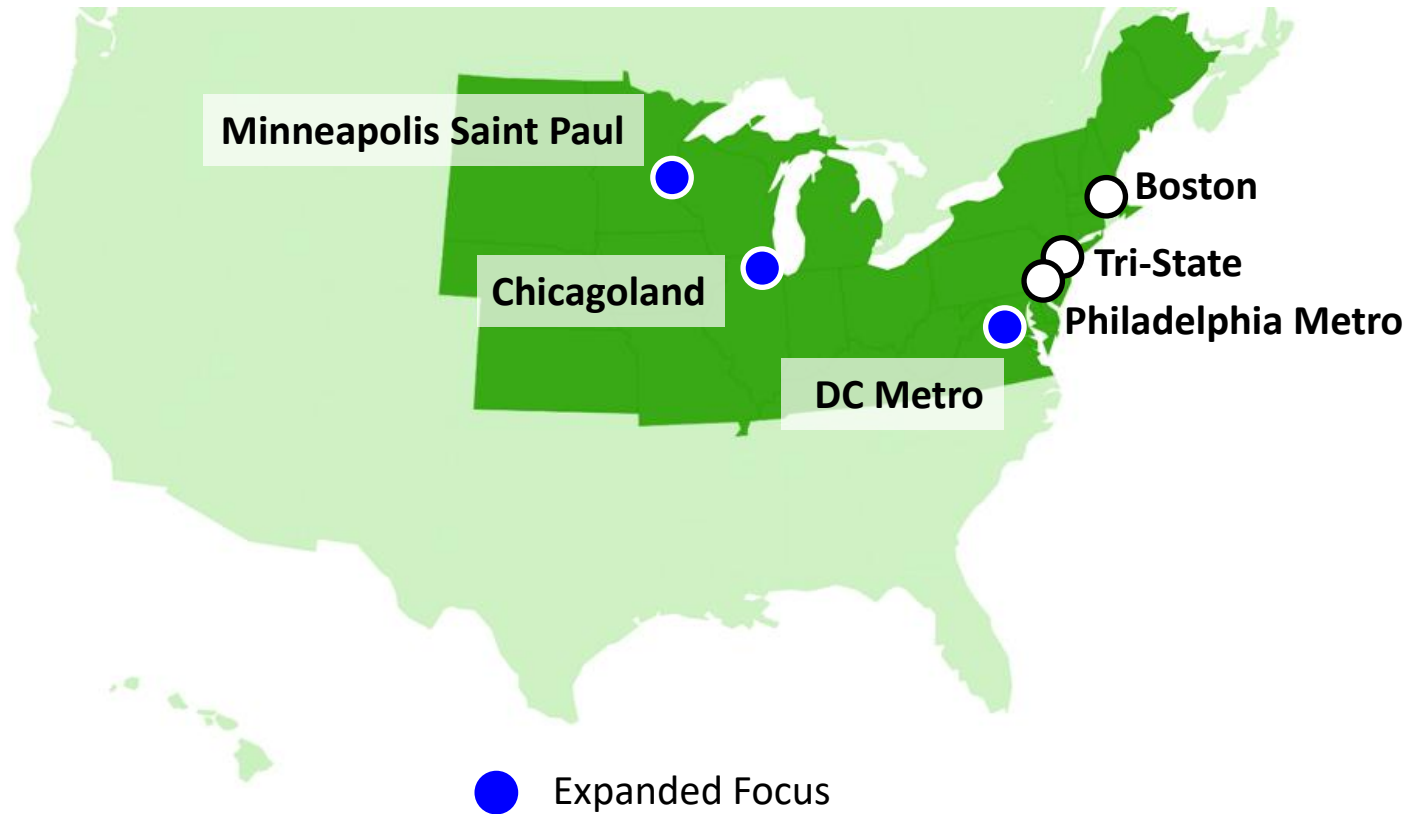 Minneapolis Saint Paul
Boston
Tri-State
Chicagoland
Philadelphia Metro
DC Metro
Expanded Focus